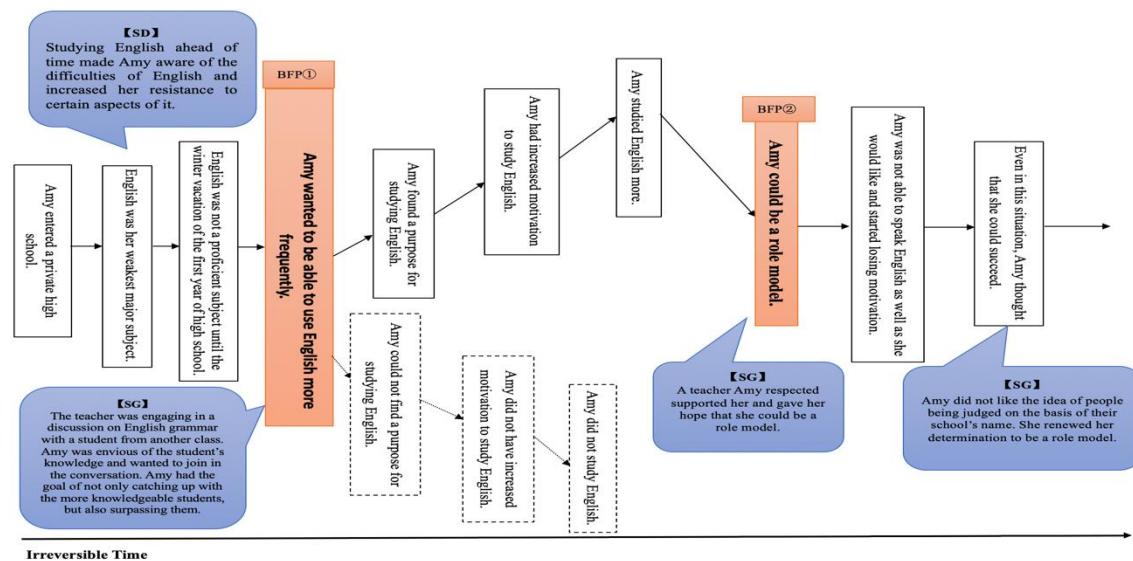 【SD】
Studying English ahead of
time made Amy aware of the
difficulties of English and
increased her resistance to
certain aspects of it.
Amy entered a private high
school.
English was her weakest major subject.
English was not a proficient subject until the
winter vacation of the first year of high school.
BFP①
Amy wanted to be able to use English more
frequently.
【SG】
The teacher was engaging in a
discussion on English grammar
with a student from another class.
Amy was envious of the student's
knowledge and wanted to join in
the conversation. Amy had the
goal of not only catching up with
the more knowledgeable students,
but also surpassing them.
Amy found a purpose for
studying English.
Amy had increased motivation
to study English.
Amy studied English more.
Amy could not find a purpose for
studying English.
Amy did not have increased
motivation to study English.
Amy did not study English.
BFP②
Amy could be a role model.
【SG】
A teacher Amy respected
supported her and gave her
hope that she could be a
role model.
Amy was not able to speak English as well as she
would like and started losing motivation.
Even in this situation, Amy thought
that she could succeed.
【SG】
Amy did not like the idea of people
being judged on the basis of their
school's name. She renewed her
determination to be a role model.
Irreversible Time